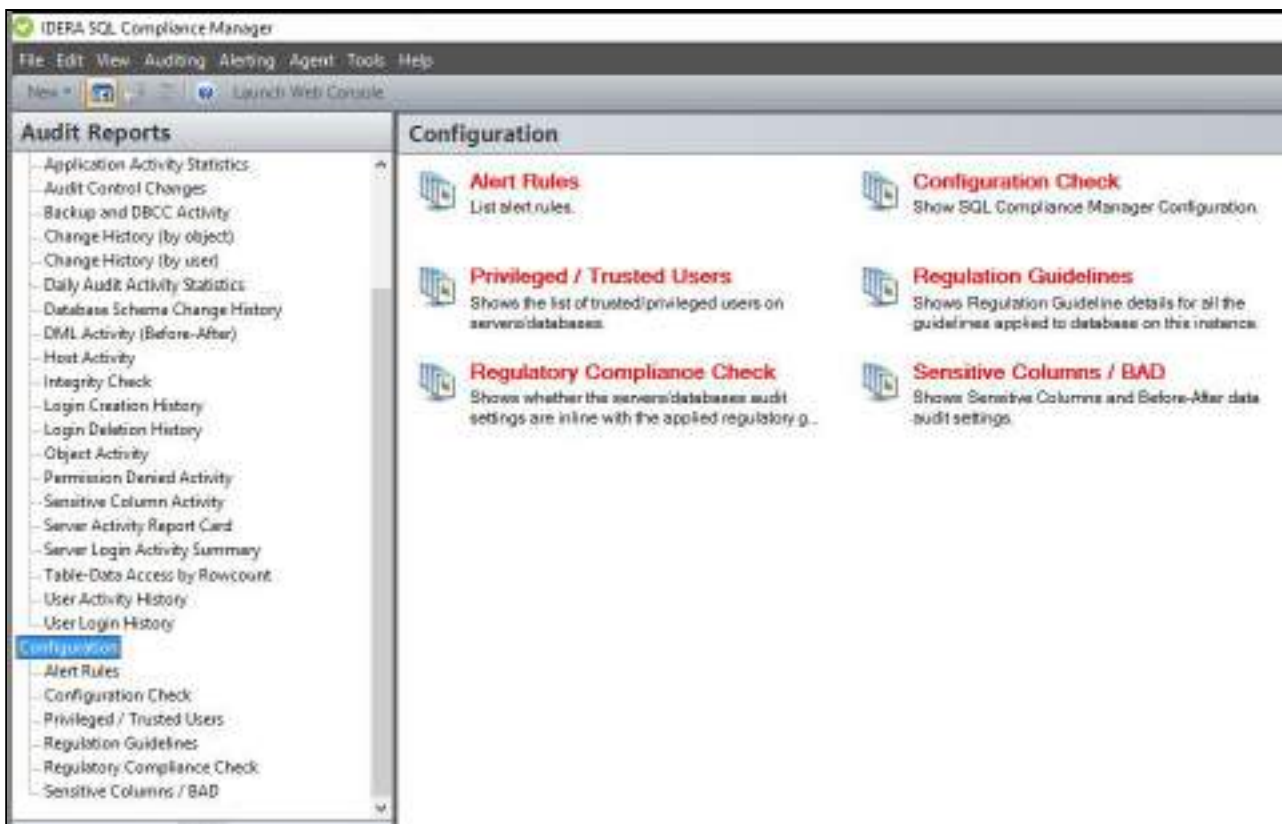 IDERA SQL Compliance Manager
File Edit View Auditing Alerting Agent Tools Help
New Launch Web Console
Audit Reports
Application Activity Statistics
Audit Control Changes
Backup and DBCC Activity
Change History (by object)
Change History (by user)
Daily Audit Activity Statistics
Database Schema Change History
DML Activity (Before-After)
Host Activity
Integrity Check
Login Creation History
Login Deletion History
Object Activity
Permission Denied Activity
Sensitive Column Activity
Server Activity Report Card
Server Login Activity Summary
Table-Data Access by Rowcount
User Activity History
User Login History
Configuration
Alert Rules
Configuration Check
Privileged / Trusted Users
Regulation Guidelines
Regulatory Compliance Check
Sensitive Columns / BAD
Configuration
Alert Rules
List alert rules.
Configuration Check
Show SQL Compliance Manager Configuration.
Privileged / Trusted Users
Shows the list of trusted/privileged users on
servers/databases.
Regulation Guidelines
Shows Regulation Guideline details for all the
guidelines applied to database on this instance.
Regulatory Compliance Check
Shows whether the servers/databases audit
settings are inline with the applied regulatory g...
Sensitive Columns / BAD
Shows Sensitive Columns and Before-After data
audit settings.